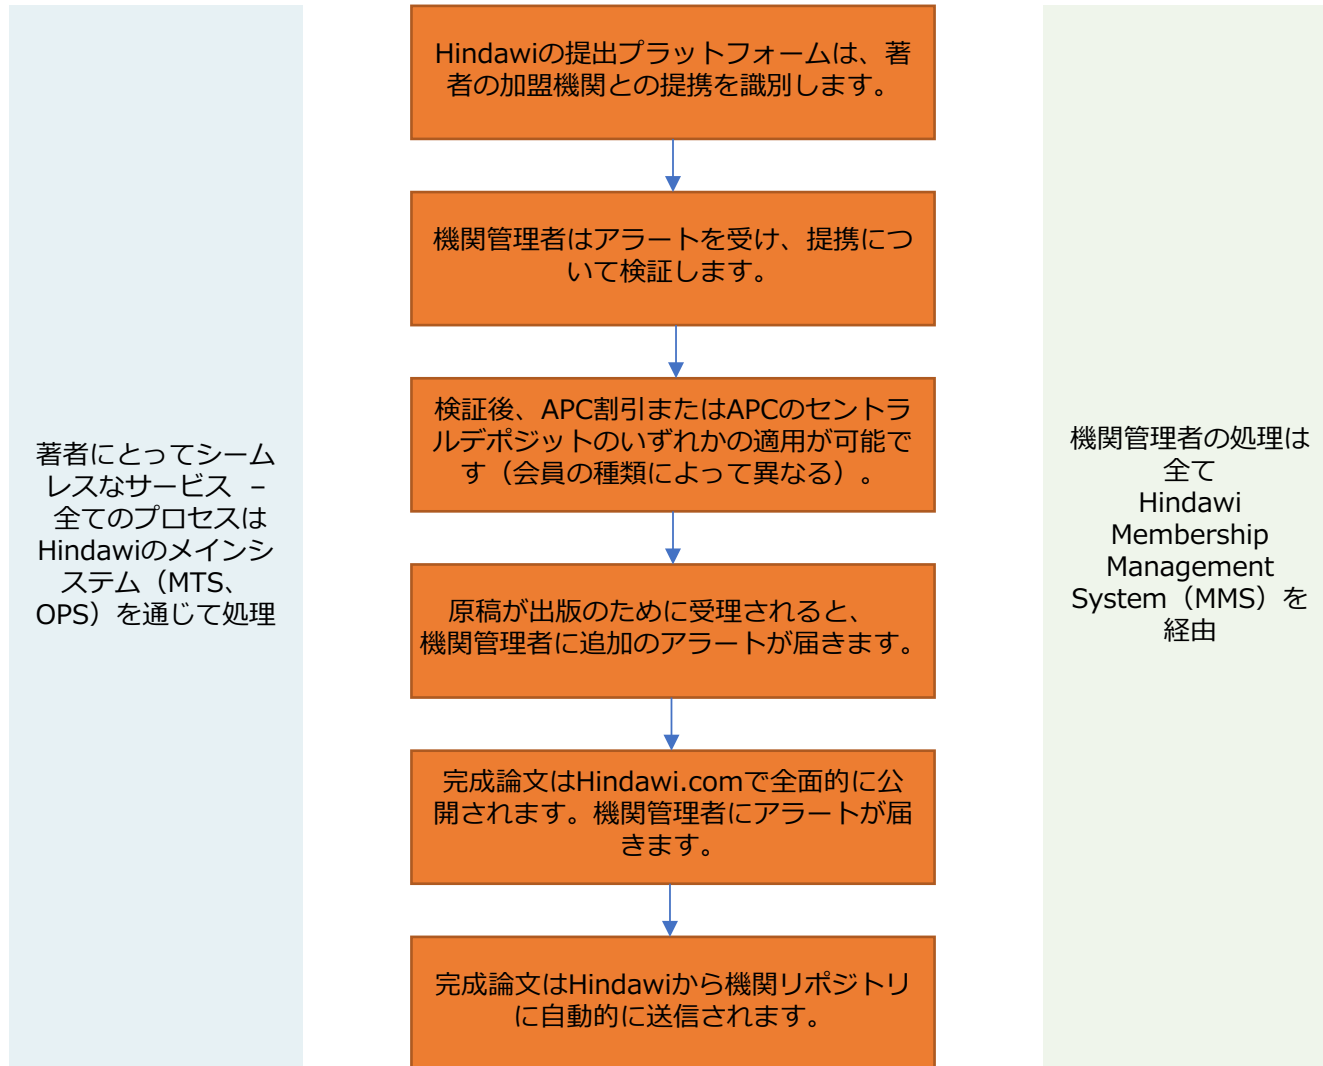 著者にとってシーム
レスなサービス –
全てのプロセスは
Hindawiのメインシ
ステム（MTS、
OPS）を通じて処理
Hindawiの提出プラットフォームは、著
者の加盟機関との提携を識別します。
機関管理者はアラートを受け、提携につ
いて検証します。
検証後、APC割引またはAPCのセントラ
ルデポジットのいずれかの適用が可能で
す（会員の種類によって異なる）。
原稿が出版のために受理されると、
機関管理者に追加のアラートが届きます。
完成論文はHindawi.comで全面的に公
開されます。機関管理者にアラートが届
きます。
完成論文はHindawiから機関リポジトリ
に自動的に送信されます。
機関管理者の処理は
全て
Hindawi
Membership
Management
System（MMS）を
経由